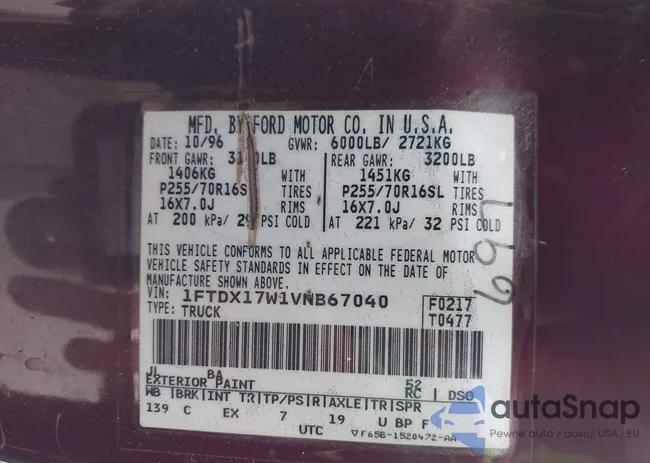 MFD. BY FORD MOTOR CO. IN U.S.A.
DATE: 10/96 GVWR: 6000LB/ 2721KG
FRONT GAWR: 3100LB REAR GAWR: 3200LB
1406KG WITH 1451KG WITH
P255/70R16SL TIRES P255/70R16SL TIRES
16X7.0J RIMS 16X7.0J RIMS
AT 200 kPa/ 29 PSI COLD AT 221 kPa/ 32 PSI COLD
THIS VEHICLE CONFORMS TO ALL APPLICABLE FEDERAL MOTOR
VEHICLE SAFETY STANDARDS IN EFFECT ON THE DATE OF
MANUFACTURE SHOWN ABOVE.
VIN: 1FTDX17W1VNB67040 F0217
TYPE: TRUCK T0477
JL BA 52
EXTERIOR PAINT RC DSO
WB |BRK|INT TR|TP/PS|R|AXLE|TR|SPR
139 C EX 7 19 U BP F
UTC ▽F65B-1520472-AA
autoSnap
Pewne auto z aukcji USA i EU